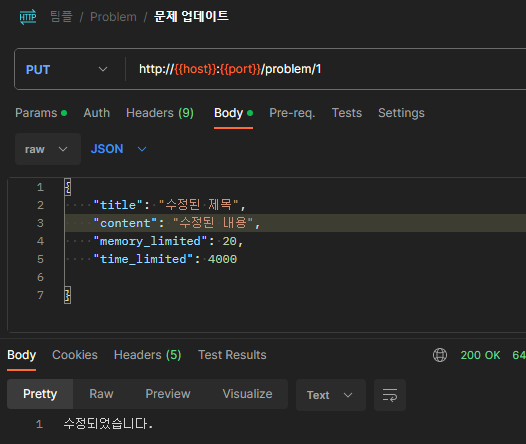 HTTP 팀플 / Problem / 문제 업데이트
PUT http://{{host}}:{{port}}/problem/1
Params Auth Headers (9) Body Pre-req. Tests Settings
raw JSON
1 {
2 "title": "수정된 제목",
3 "content": "수정된 내용",
4 "memory_limited": 20,
5 "time_limited": 4000
6
7 }
Body Cookies Headers (5) Test Results 200 OK 64
Pretty Raw Preview Visualize Text
1 수정되었습니다.